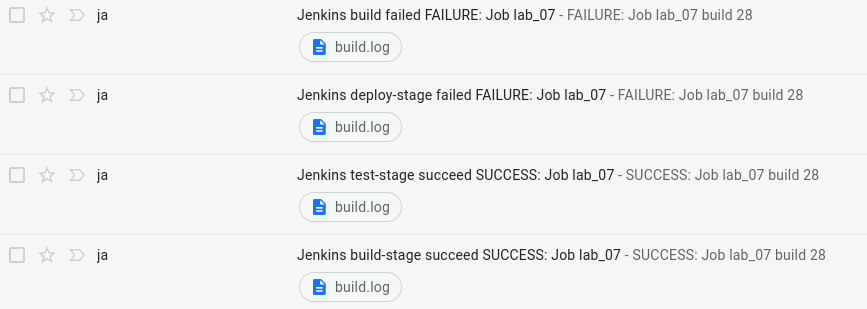 ja Jenkins build failed FAILURE: Job lab_07 - FAILURE: Job lab_07 build 28
build.log
ja Jenkins deploy-stage failed FAILURE: Job lab_07 - FAILURE: Job lab_07 build 28
build.log
ja Jenkins test-stage succeed SUCCESS: Job lab_07 - SUCCESS: Job lab_07 build 28
build.log
ja Jenkins build-stage succeed SUCCESS: Job lab_07 - SUCCESS: Job lab_07 build 28
build.log